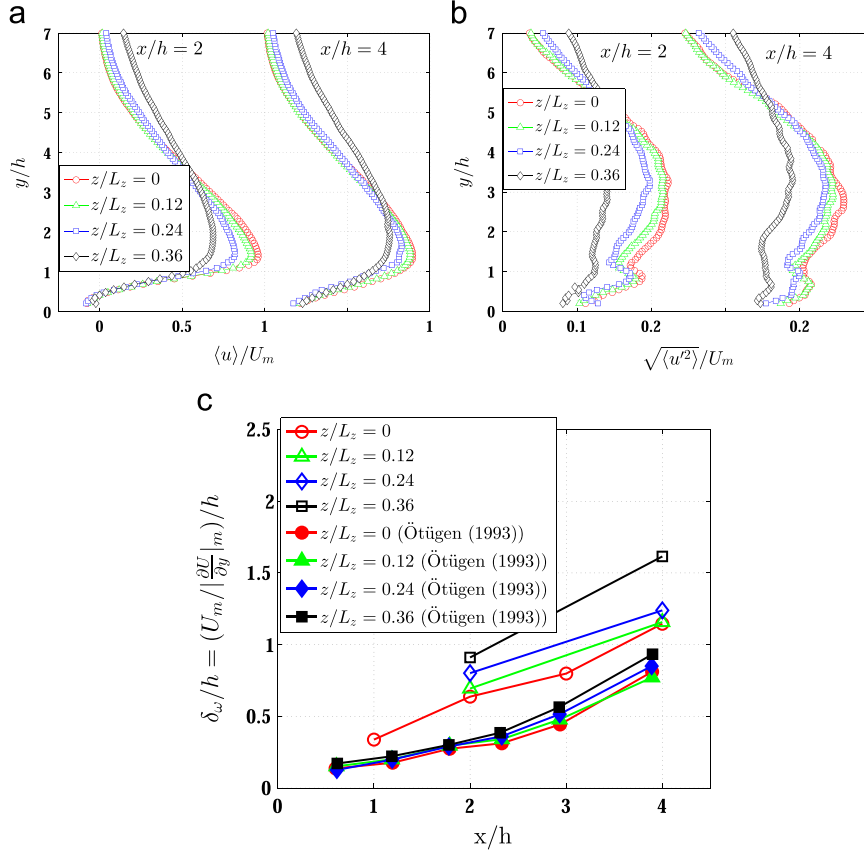 a
x/h = 2
x/h = 4
7
6
5
4
3
2
1
0
y/h
z/L_z = 0
z/L_z = 0.12
z/L_z = 0.24
z/L_z = 0.36
0 0.5 1 1
⟨u⟩/U_m
b
x/h = 2
x/h = 4
7
6
5
4
3
2
1
0
y/h
z/L_z = 0
z/L_z = 0.12
z/L_z = 0.24
z/L_z = 0.36
0 0.1 0.2 0.2
√⟨u′²⟩/U_m
c
2.5
2
1.5
1
0.5
0
δ_ω/h = (U_m/|∂U/∂y|_m)/h
z/L_z = 0
z/L_z = 0.12
z/L_z = 0.24
z/L_z = 0.36
z/L_z = 0 (Ötügen (1993))
z/L_z = 0.12 (Ötügen (1993))
z/L_z = 0.24 (Ötügen (1993))
z/L_z = 0.36 (Ötügen (1993))
0 1 2 3 4
x/h